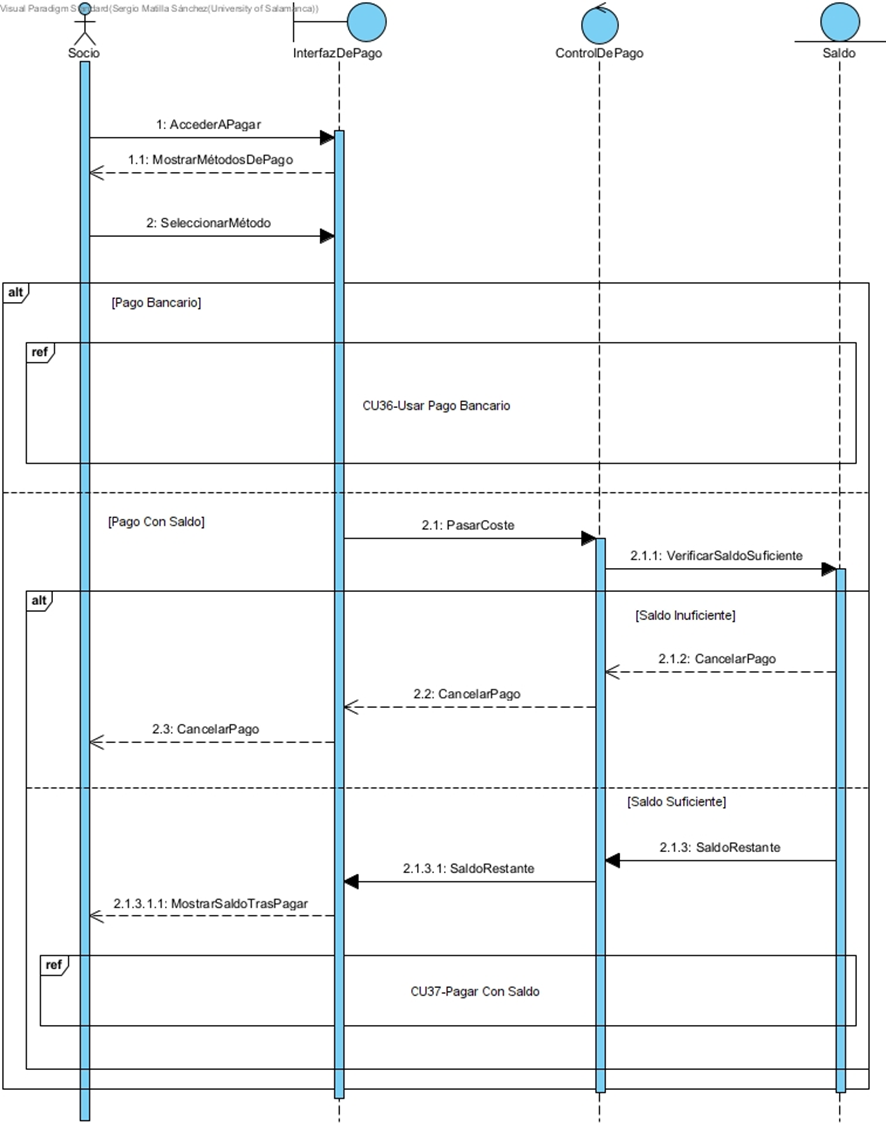 Visual Paradigm Standard(Sergio Matilla Sánchez(University of Salamanca))
Socio
InterfazDePago
ControlDePago
Saldo
1: AccederAPagar
1.1: MostrarMétodosDePago
2: SeleccionarMétodo
alt
[Pago Bancario]
ref
CU36-Usar Pago Bancario
[Pago Con Saldo]
2.1: PasarCoste
2.1.1: VerificarSaldoSuficiente
alt
[Saldo Inuficiente]
2.1.2: CancelarPago
2.2: CancelarPago
2.3: CancelarPago
[Saldo Suficiente]
2.1.3: SaldoRestante
2.1.3.1: SaldoRestante
2.1.3.1.1: MostrarSaldoTrasPagar
ref
CU37-Pagar Con Saldo